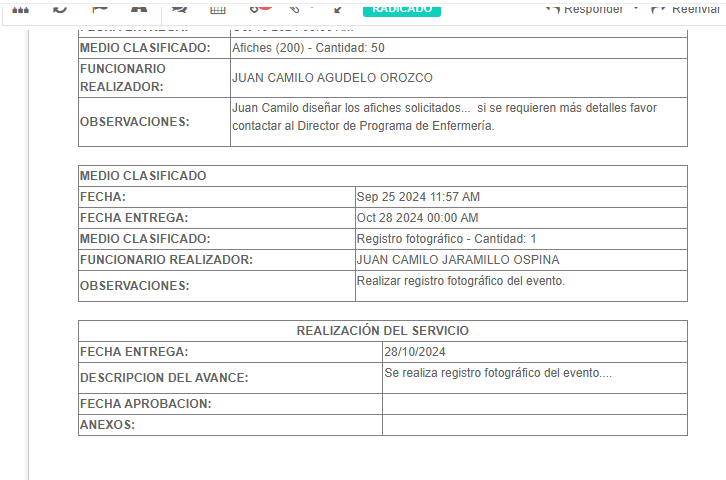 RADICADO
Responder
Reenviar
MEDIO CLASIFICADO: Afiches (200) - Cantidad: 50
FUNCIONARIO REALIZADOR: JUAN CAMILO AGUDELO OROZCO
OBSERVACIONES: Juan Camilo diseñar los afiches solicitados... si se requieren más detalles favor
contactar al Director de Programa de Enfermería.
MEDIO CLASIFICADO
FECHA: Sep 25 2024 11:57 AM
FECHA ENTREGA: Oct 28 2024 00:00 AM
MEDIO CLASIFICADO: Registro fotográfico - Cantidad: 1
FUNCIONARIO REALIZADOR: JUAN CAMILO JARAMILLO OSPINA
OBSERVACIONES: Realizar registro fotográfico del evento.
REALIZACIÓN DEL SERVICIO
FECHA ENTREGA: 28/10/2024
DESCRIPCION DEL AVANCE: Se realiza registro fotográfico del evento....
FECHA APROBACION:
ANEXOS: